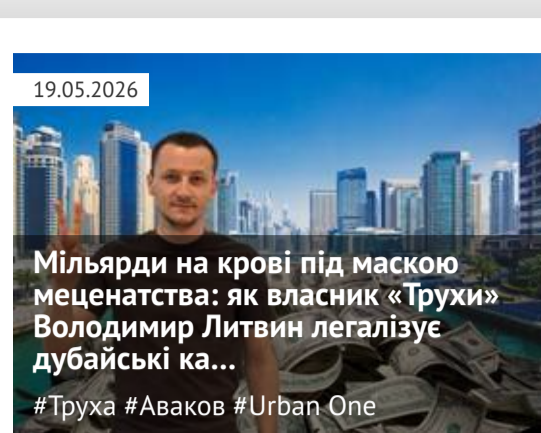 19.05.2026
Мільярди на крові під маскою
меценатства: як власник «Трухи»
Володимир Литвин легалізує
дубайські ка...
#Труха #Аваков #Urban One